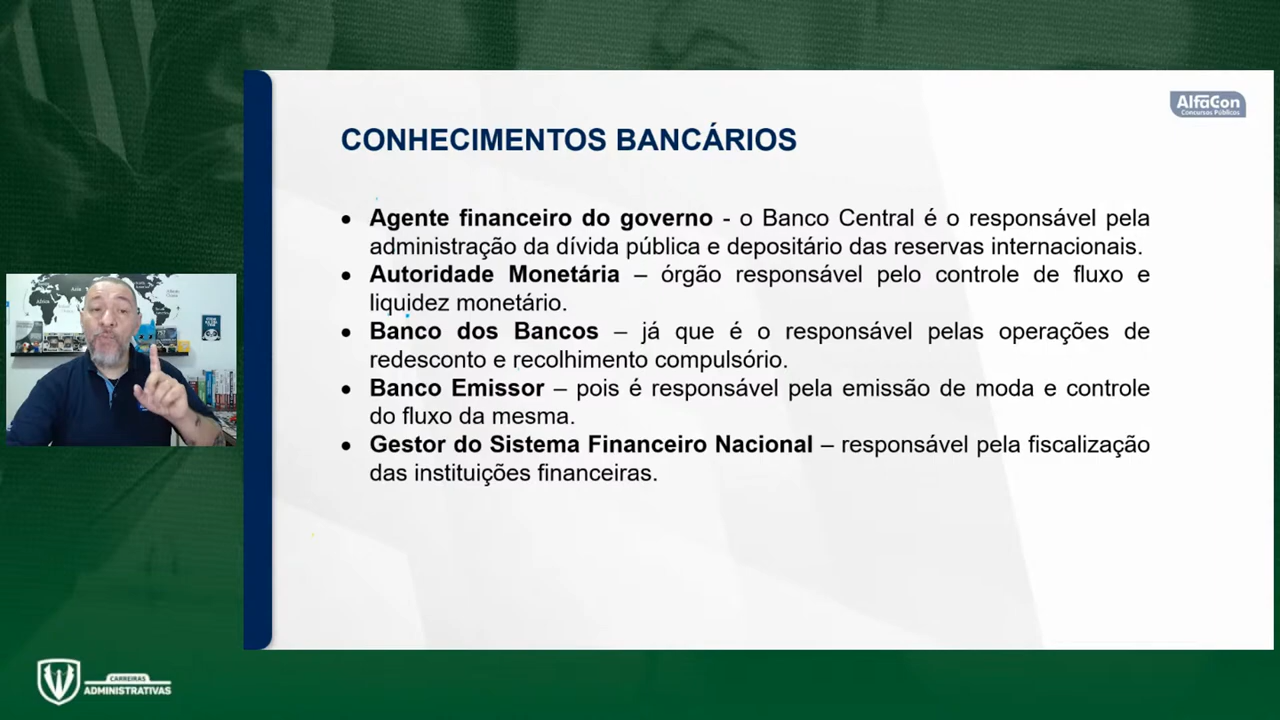 AlfaCon
Concursos Públicos
CONHECIMENTOS BANCÁRIOS
• Agente financeiro do governo - o Banco Central é o responsável pela
administração da dívida pública e depositário das reservas internacionais.
• Autoridade Monetária – órgão responsável pelo controle de fluxo e
liquidez monetário.
• Banco dos Bancos – já que é o responsável pelas operações de
redesconto e recolhimento compulsório.
• Banco Emissor – pois é responsável pela emissão de moda e controle
do fluxo da mesma.
• Gestor do Sistema Financeiro Nacional – responsável pela fiscalização
das instituições financeiras.
Asia
Africa
CARREIRAS
ADMINISTRATIVAS